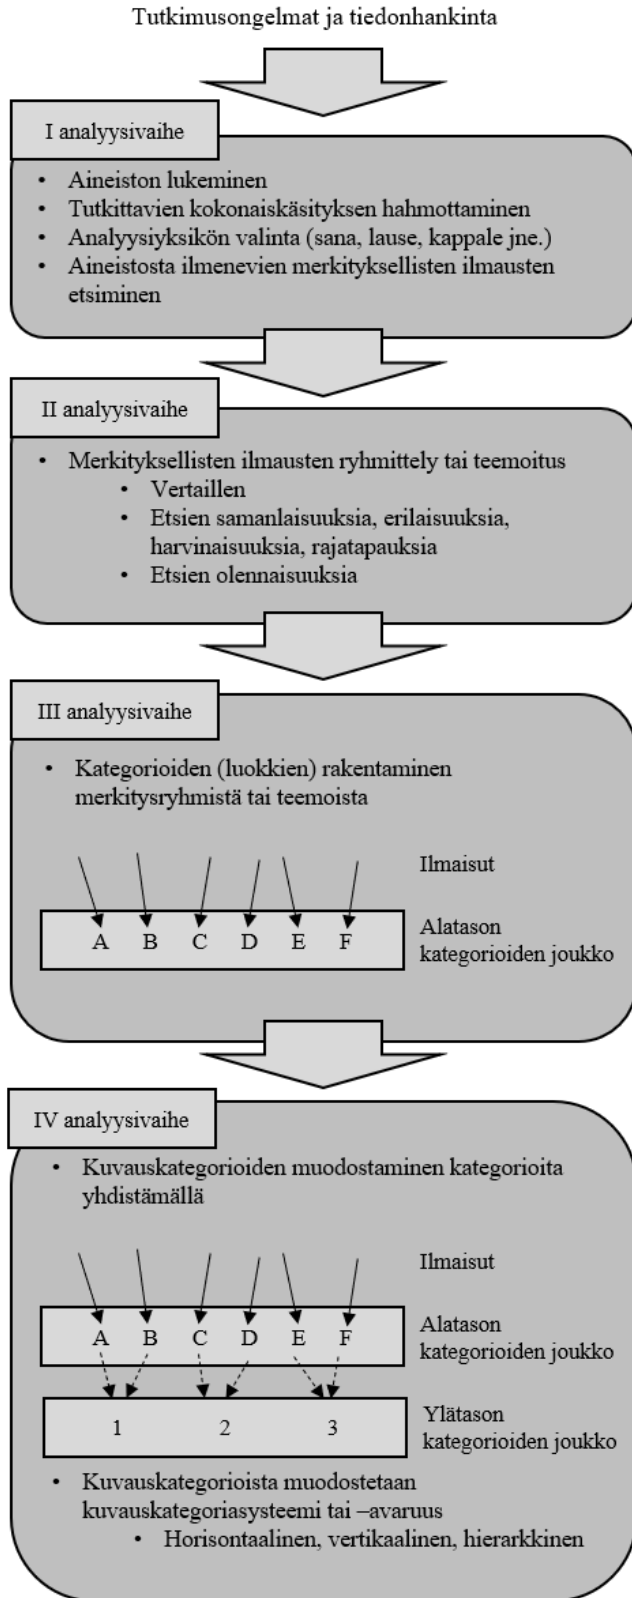 Tutkimusongelmat ja tiedonhankinta
I analyysivaihe
• Aineiston lukeminen
• Tutkittavien kokonaiskäsityksen hahmottaminen
• Analyysiyksikön valinta (sana, lause, kappale jne.)
• Aineistosta ilmenevien merkityksellisten ilmausten
etsiminen
II analyysivaihe
• Merkityksellisten ilmausten ryhmittely tai teemoitus
• Vertaillen
• Etsien samanlaisuuksia, erilaisuuksia,
harvinaisuuksia, rajatapauksia
• Etsien olennaisuuksia
III analyysivaihe
• Kategorioiden (luokkien) rakentaminen
merkitysryhmistä tai teemoista
Ilmaisut
A B C D E F
Alatason
kategorioiden joukko
IV analyysivaihe
• Kuvauskategorioiden muodostaminen kategorioita
yhdistämällä
Ilmaisut
A B C D E F
Alatason
kategorioiden joukko
1 2 3
Ylätason
kategorioiden joukko
• Kuvauskategorioista muodostetaan
kuvauskategoriasysteemi tai –avaruus
• Horisontaalinen, vertikaalinen, hierarkkinen